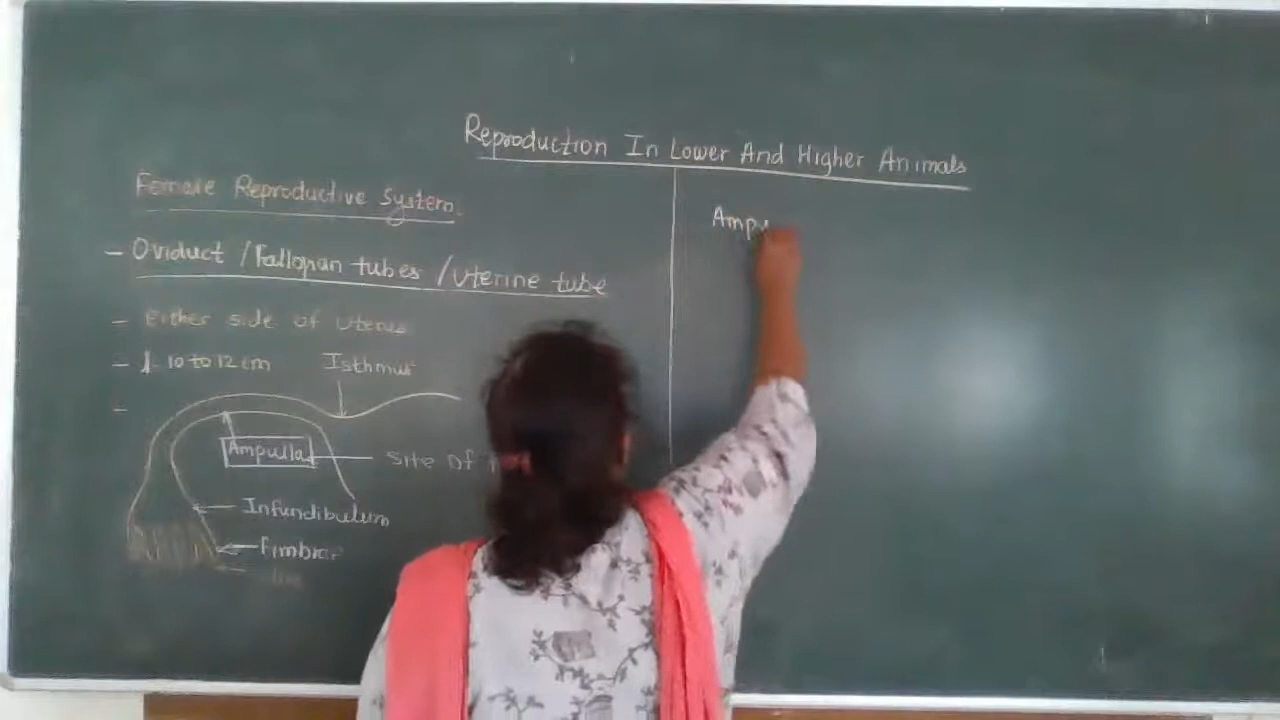 Reproduction In Lower And Higher Animals
Female Reproductive System.
- Oviduct / Fallopian tubes / Uterine tube
- Either side of Uterus
- 10 to 12 cm
Isthmus
-
Ampulla
site of
Infundibulum
Fimbriae
Ampu